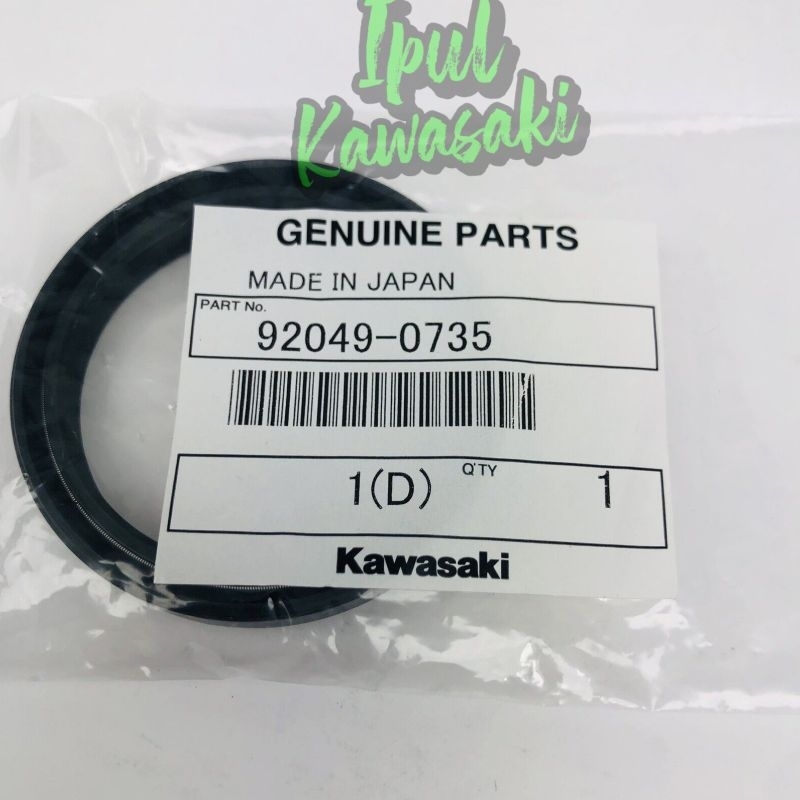 Ipul
Kawasaki
GENUINE PARTS
MADE IN JAPAN
PART No.
92049-0735
1(D) Q'TY 1
Kawasaki